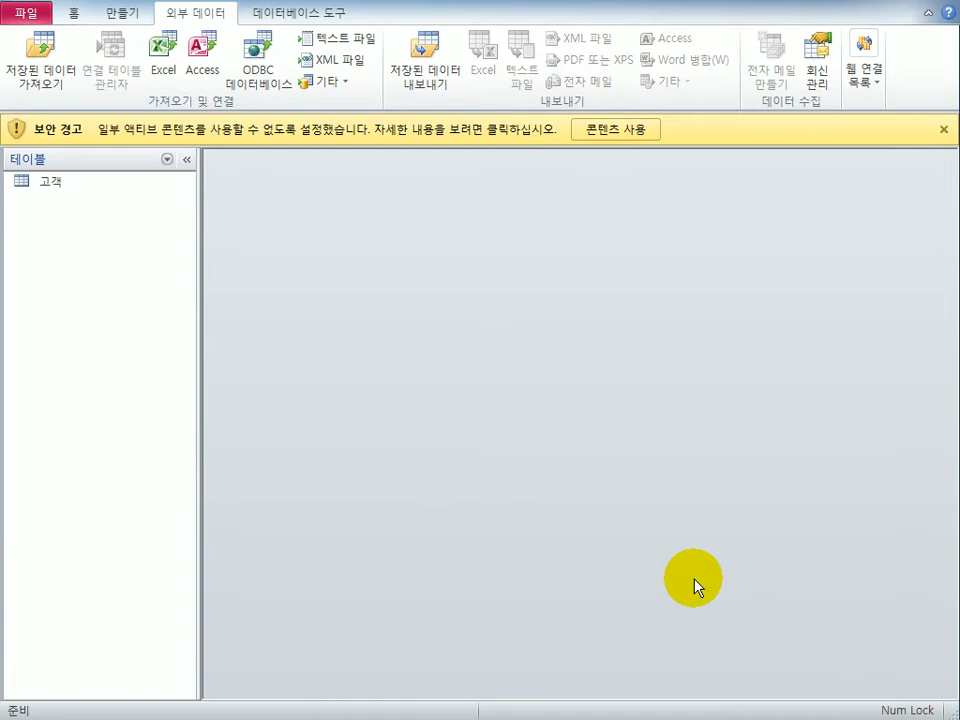 파일 홈 만들기 외부 데이터 데이터베이스 도구
저장된 데이터 가져오기
연결 테이블 관리자
Excel
Access
ODBC 데이터베이스
텍스트 파일
XML 파일
기타
가져오기 및 연결
저장된 데이터 내보내기
Excel
텍스트 파일
XML 파일
PDF 또는 XPS
전자 메일
Access
Word 병합(W)
기타
내보내기
전자 메일 만들기
회신 관리
데이터 수집
웹 연결 목록
보안 경고 일부 액티브 콘텐츠를 사용할 수 없도록 설정했습니다. 자세한 내용을 보려면 클릭하십시오. 콘텐츠 사용
테이블
고객
준비 Num Lock